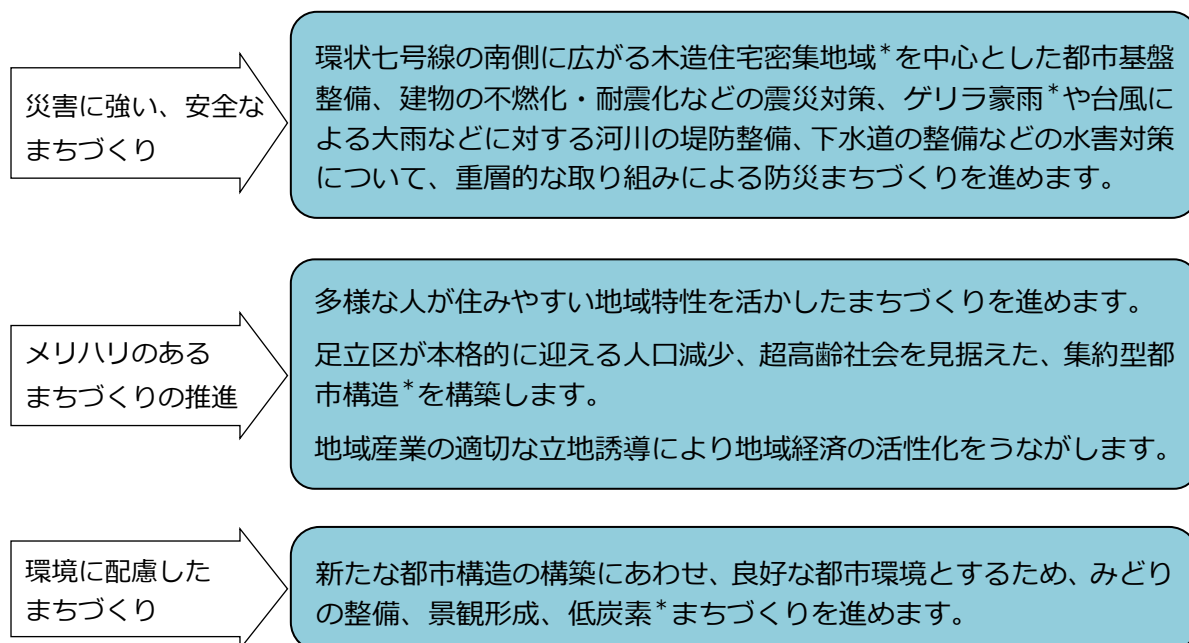 災害に強い、安全な
まちづくり
環状七号線の南側に広がる木造住宅密集地域*を中心とした都市基盤
整備、建物の不燃化・耐震化などの震災対策、ゲリラ豪雨*や台風に
よる大雨などに対する河川の堤防整備、下水道の整備などの水害対策
について、重層的な取り組みによる防災まちづくりを進めます。
メリハリのある
まちづくりの推進
多様な人が住みやすい地域特性を活かしたまちづくりを進めます。
足立区が本格的に迎える人口減少、超高齢社会を見据えた、集約型都
市構造*を構築します。
地域産業の適切な立地誘導により地域経済の活性化をうながします。
環境に配慮した
まちづくり
新たな都市構造の構築にあわせ、良好な都市環境とするため、みどり
の整備、景観形成、低炭素*まちづくりを進めます。